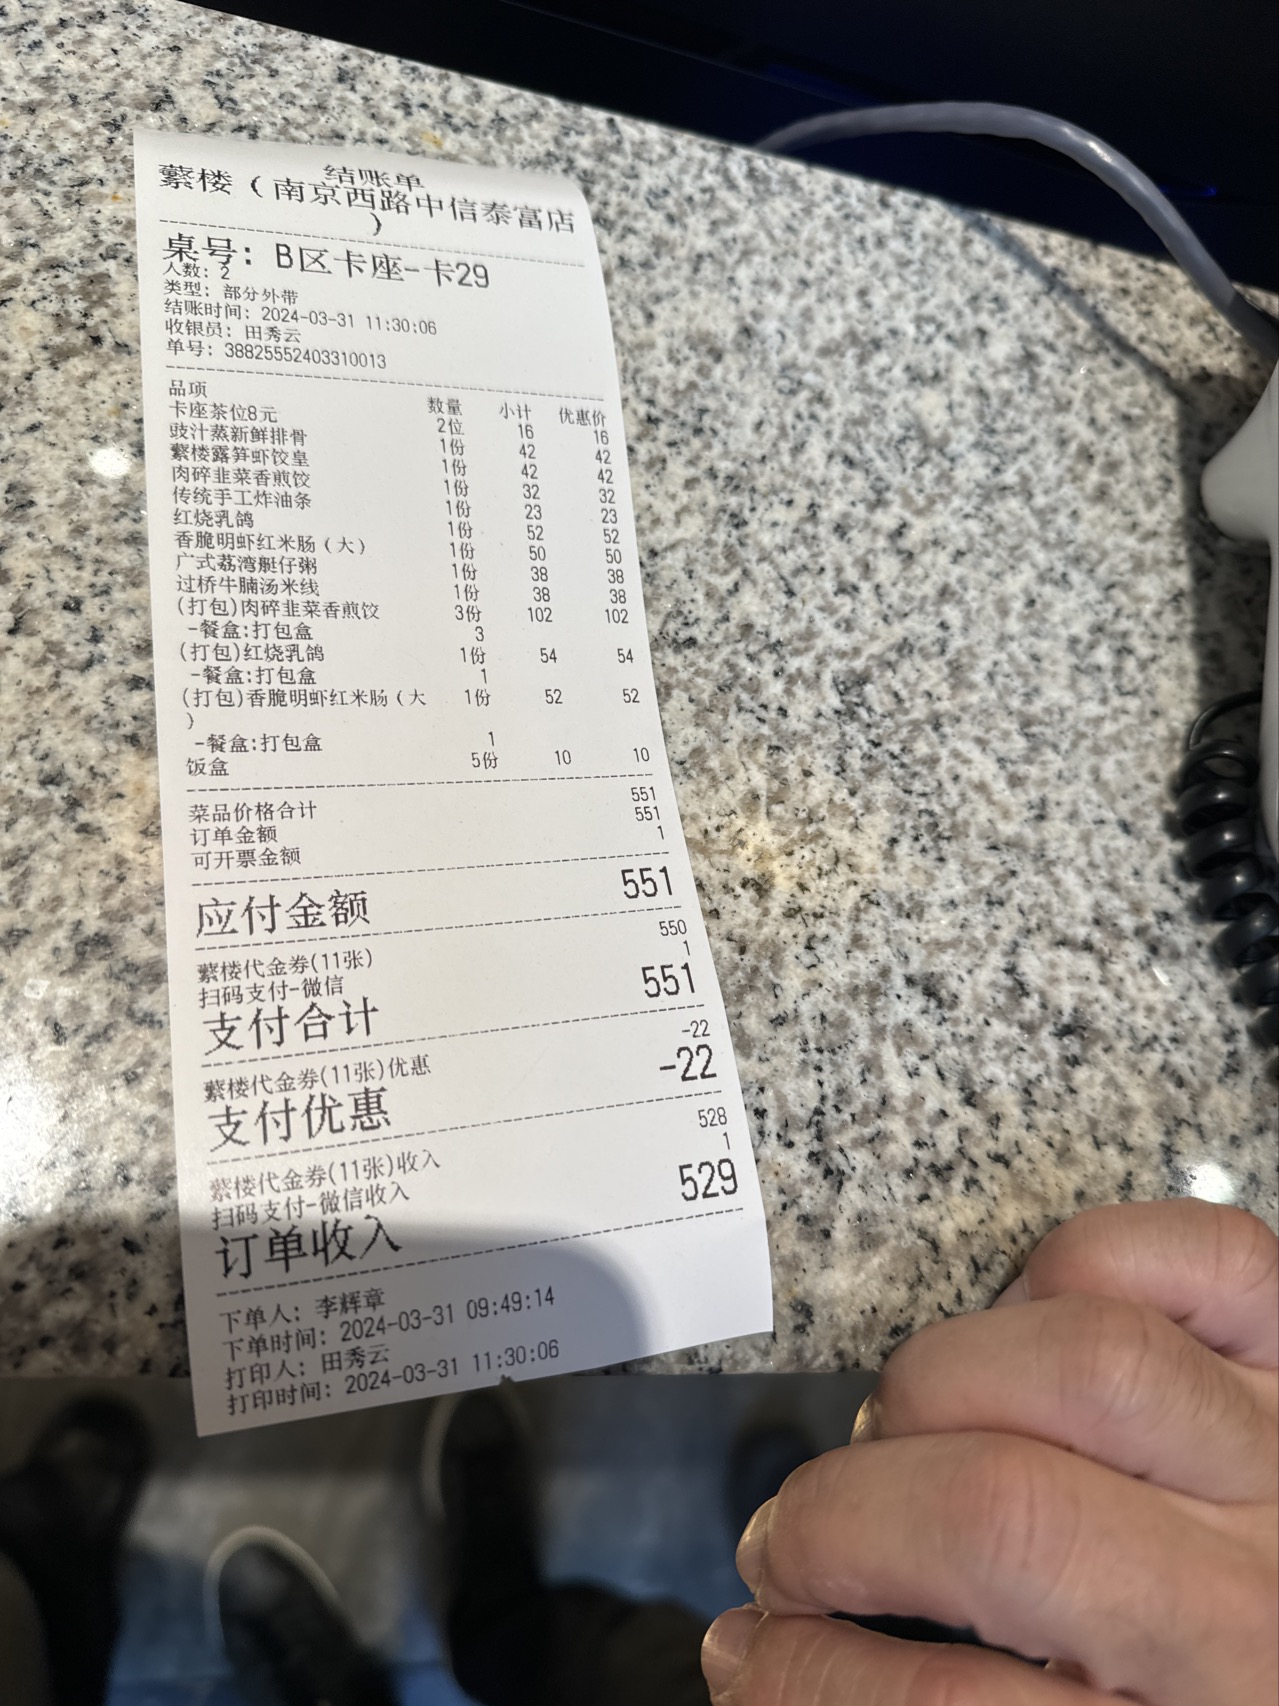 结账单
蘩楼（南京西路中信泰富店
）
桌号: B区卡座-卡29
人数: 2
类型: 部分外带
结账时间: 2024-03-31 11:30:06
收银员: 田秀云
单号: 38825552403310013
品项 数量 小计 优惠价
卡座茶位8元 2位 16 16
豉汁蒸新鲜排骨 1份 42 42
蘩楼露笋虾饺皇 1份 42 42
肉碎韭菜香煎饺 1份 32 32
传统手工炸油条 1份 23 23
红烧乳鸽 1份 52 52
香脆明虾红米肠（大） 1份 50 50
广式荔湾艇仔粥 1份 38 38
过桥牛腩汤米线 1份 38 38
(打包)肉碎韭菜香煎饺 3份 102 102
-餐盒:打包盒 3
(打包)红烧乳鸽 1份 54 54
-餐盒:打包盒 1
(打包)香脆明虾红米肠（大 1份 52 52
）
-餐盒:打包盒 1
饭盒 5份 10 10
菜品价格合计 551
订单金额 551
可开票金额 1
应付金额 551
蘩楼代金券(11张) 550
扫码支付-微信 1
支付合计 551
蘩楼代金券(11张)优惠 -22
支付优惠 -22
蘩楼代金券(11张)收入 528
扫码支付-微信收入 1
订单收入 529
下单人: 李辉章
下单时间: 2024-03-31 09:49:14
打印人: 田秀云
打印时间: 2024-03-31 11:30:06